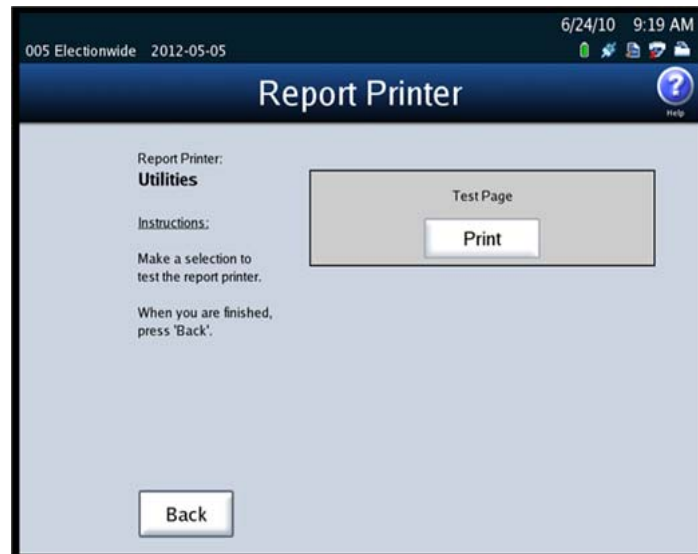 6/24/10 9:19 AM
005 Electionwide 2012-05-05
Report Printer
Help
Report Printer:
Utilities
Instructions:
Make a selection to
test the report printer.
When you are finished,
press 'Back'.
Test Page
Print
Back